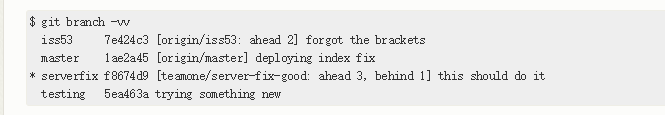 $ git branch -vv
  iss53    7e424c3 [origin/iss53: ahead 2] forgot the brackets
  master   1ae2a45 [origin/master] deploying index fix
* serverfix f8674d9 [teamone/server-fix-good: ahead 3, behind 1] this should do it
  testing  5ea463a trying something new